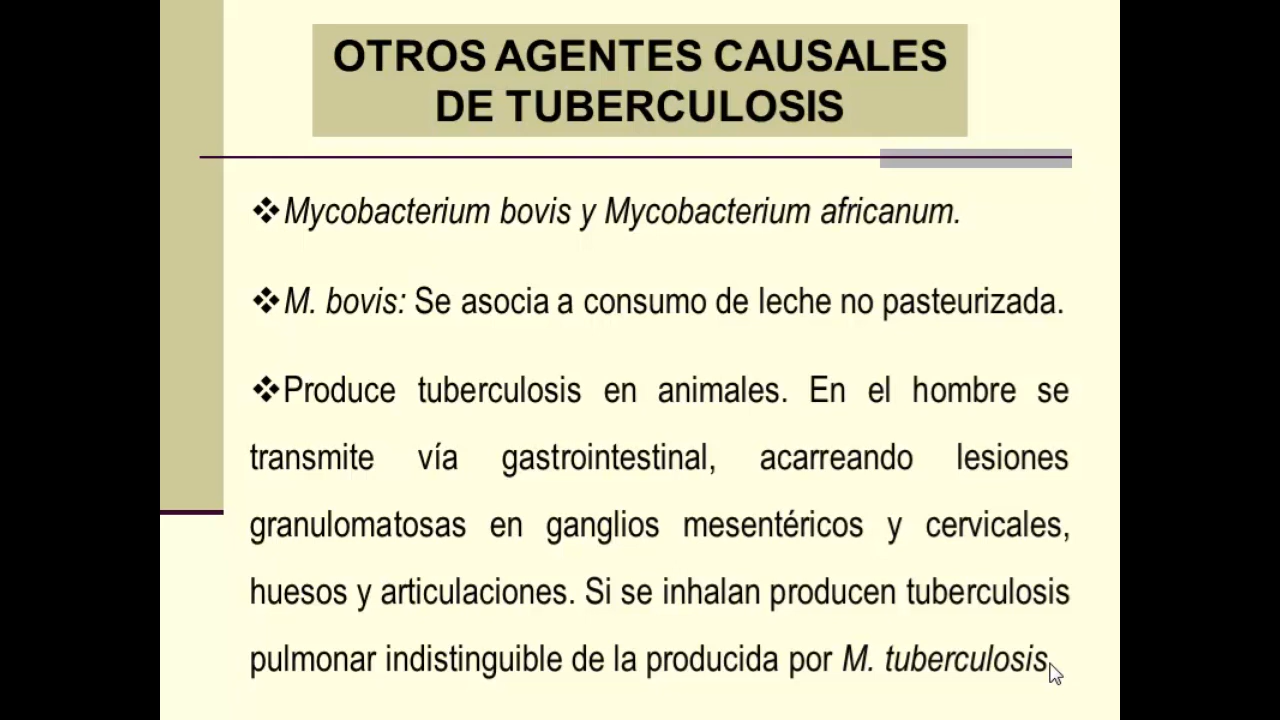 OTROS AGENTES CAUSALES
DE TUBERCULOSIS
❖Mycobacterium bovis y Mycobacterium africanum.
❖M. bovis: Se asocia a consumo de leche no pasteurizada.
❖Produce tuberculosis en animales. En el hombre se
transmite vía gastrointestinal, acarreando lesiones
granulomatosas en ganglios mesentéricos y cervicales,
huesos y articulaciones. Si se inhalan producen tuberculosis
pulmonar indistinguible de la producida por M. tuberculosis.